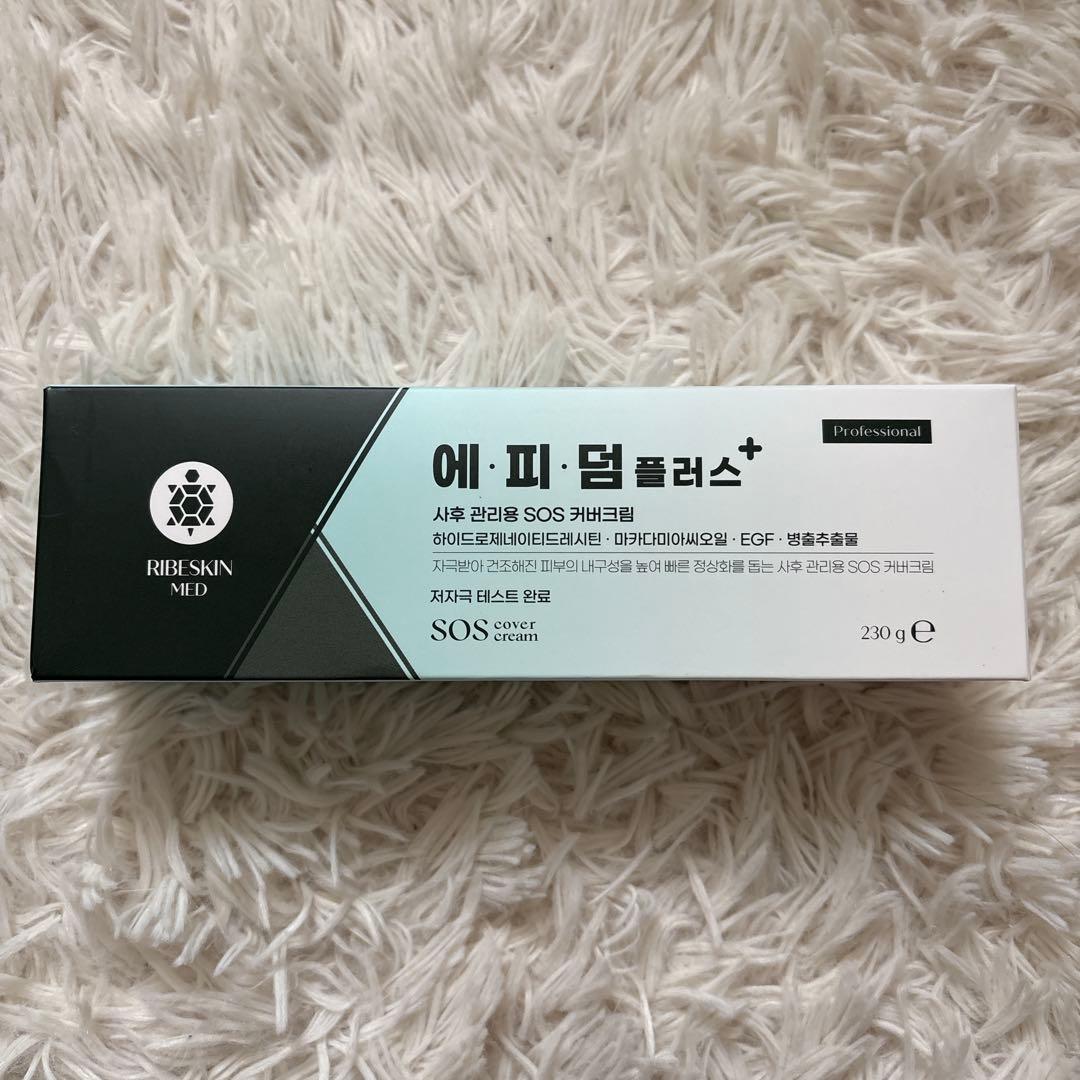 RIBESKIN
MED
Professional
에·피·덤 플러스+
사후 관리용 SOS 커버크림
하이드로제네이티드레시틴 · 마카다미아씨오일 · EGF · 병출추출물
자극받아 건조해진 피부의 내구성을 높여 빠른 정상화를 돕는 사후 관리용 SOS 커버크림
저자극 테스트 완료
SOS cover cream
230 g ℮